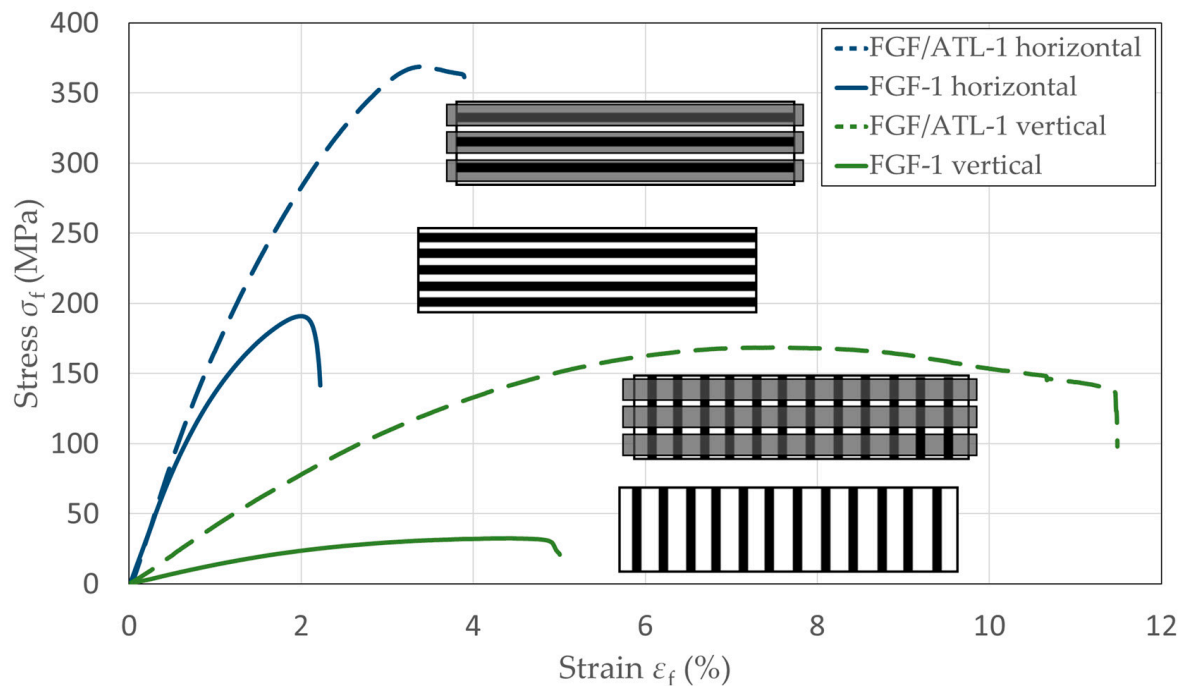 400
350
300
250
200
150
100
50
0
Stress σf (MPa)
FGF/ATL-1 horizontal
FGF-1 horizontal
FGF/ATL-1 vertical
FGF-1 vertical
0 2 4 6 8 10 12
Strain εf (%)